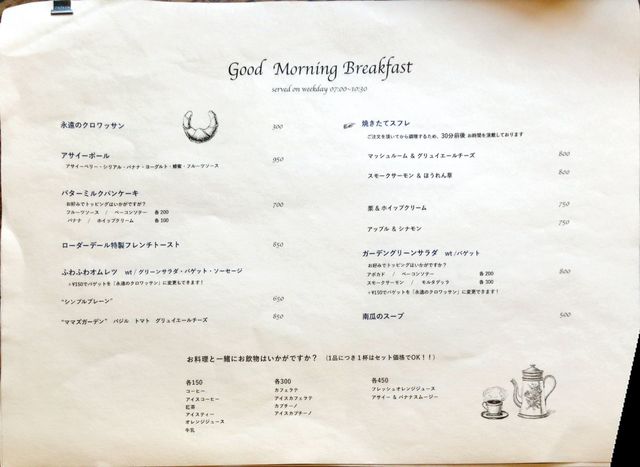 Good Morning Breakfast
served on weekday 07:00~10:30
永遠のクロワッサン 300
アサイーボール 950
アサイーベリー・シリアル・バナナ・ヨーグルト・蜂蜜・フルーツソース
バターミルクパンケーキ 700
お好みでトッピングはいかがですか?
フルーツソース / ベーコンソテー 各200
バナナ / ホイップクリーム 各100
ローダーデール特製フレンチトースト 850
ふわふわオムレツ wt / グリーンサラダ・バゲット・ソーセージ
+¥150でバゲットを「永遠のクロワッサン」に変更もできます!
"シンプルプレーン" 650
"ママズガーデン" バジル トマト グリュイエールチーズ 850
焼きたてスフレ
ご注文を頂いてから調理するため、30分前後 お時間を頂戴しております
マッシュルーム & グリュイエールチーズ 800
スモークサーモン & ほうれん草 800
栗 & ホイップクリーム 750
アップル & シナモン 750
ガーデングリーンサラダ wt /バゲット 800
お好みでトッピングはいかがですか?
アボカド / ベーコンソテー 各200
スモークサーモン / モルタデッラ 各300
+¥150でバゲットを「永遠のクロワッサン」に変更できます!
南瓜のスープ 500
お料理と一緒にお飲物はいかがですか? (1品につき1杯はセット価格でOK!!)
各150
コーヒー
アイスコーヒー
紅茶
アイスティー
オレンジジュース
牛乳
各300
カフェラテ
アイスカフェラテ
カプチーノ
アイスカプチーノ
各450
フレッシュオレンジジュース
アサイー & バナナスムージー